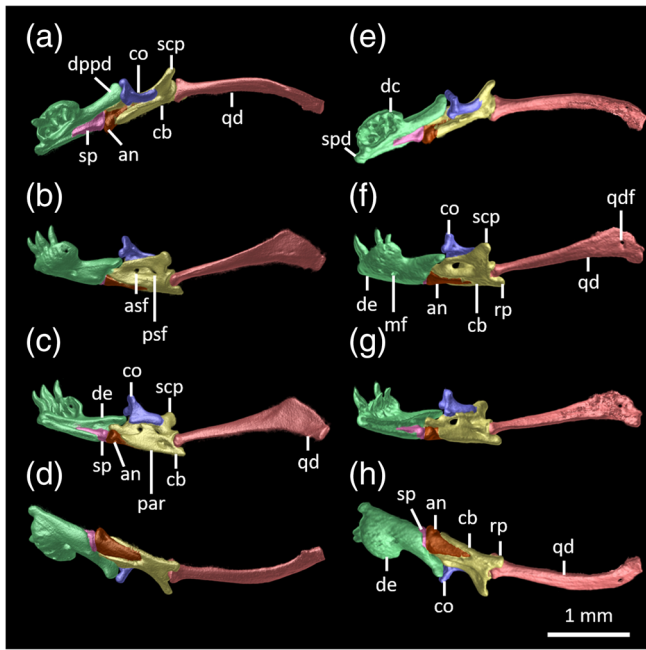 (a)
scp
co
dppd
cb
qd
sp
an
(e)
dc
spd
(b)
asf
psf
(f)
co
scp
qdf
qd
de
mf
an
cb
rp
(c)
co
scp
de
sp
an
par
cb
qd
(g)
(d)
(h)
sp
an
cb
rp
qd
de
co
1 mm